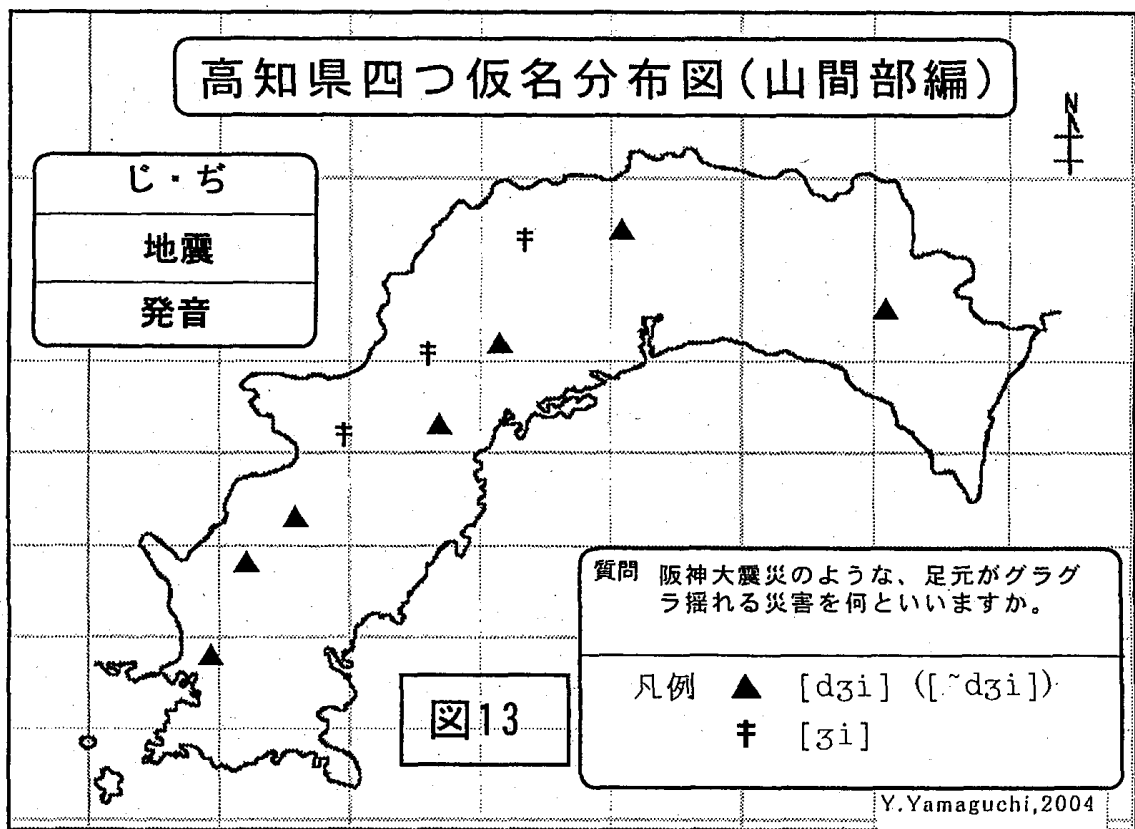 高知県四つ仮名分布図(山間部編)
N
じ・ぢ
地震
発音
質問 阪神大震災のような、足元がグラグ
ラ揺れる災害を何といいますか。
凡例 ▲ [dʒi] ([˜dʒi])
‡ [ʒi]
図13
Y.Yamaguchi,2004